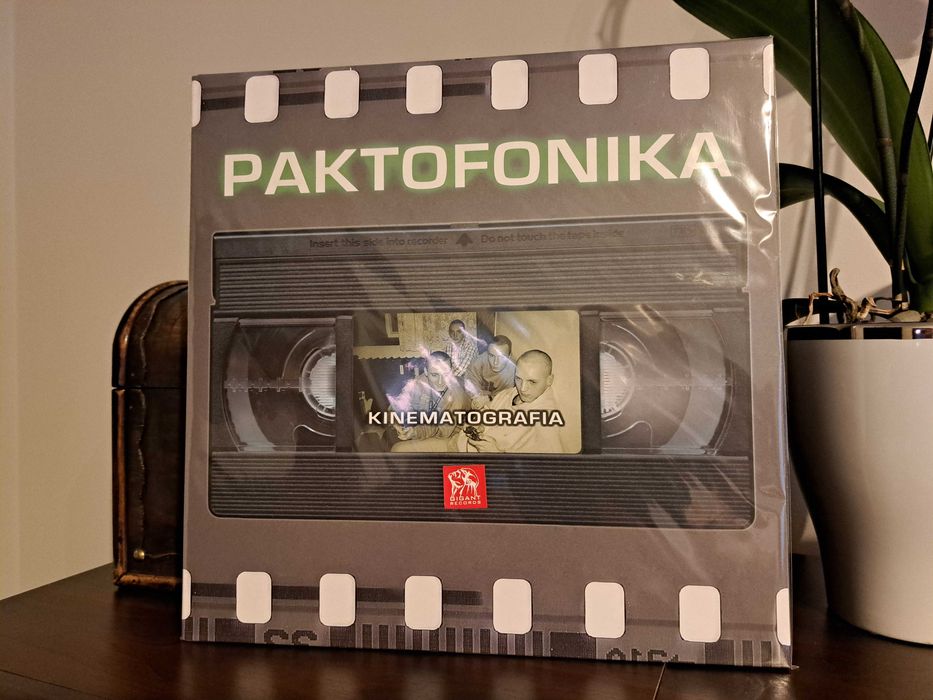 PAKTOFONIKA
Insert this side into recorder Do not touch the tape inside
KINEMATOGRAFIA
GIGANT
RECORDS